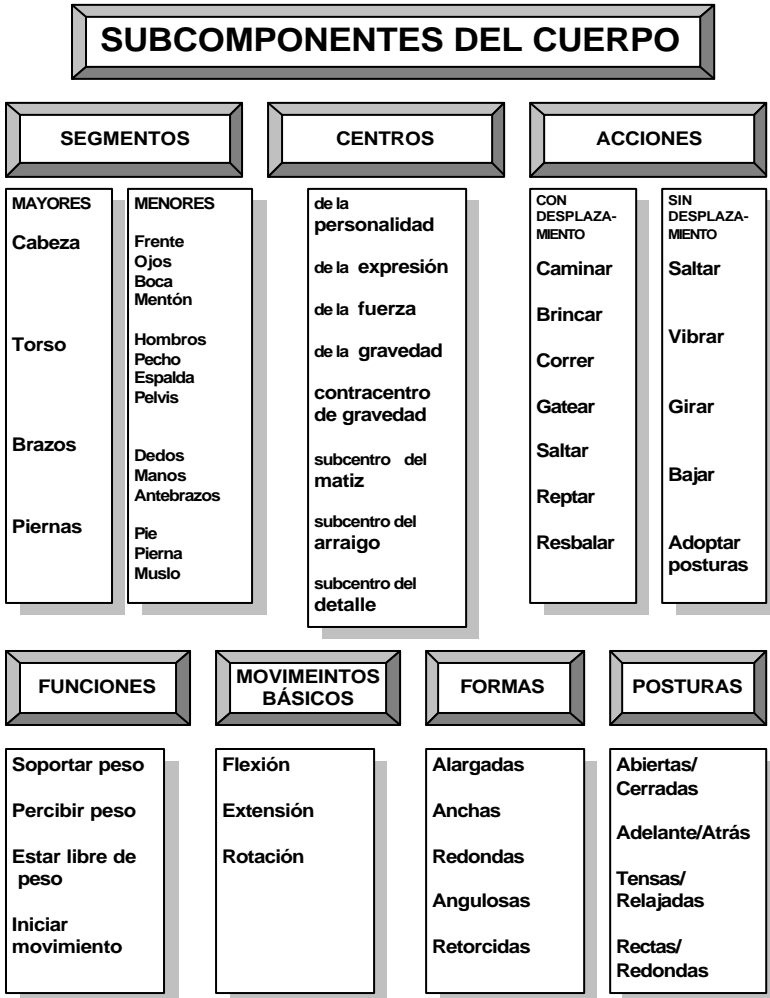 SUBCOMPONENTES DEL CUERPO
SEGMENTOS
MAYORES
Cabeza
Torso
Brazos
Piernas
MENORES
Frente
Ojos
Boca
Mentón
Hombros
Pecho
Espalda
Pelvis
Dedos
Manos
Antebrazos
Pie
Pierna
Muslo
CENTROS
de la
personalidad
de la expresión
de la fuerza
de la gravedad
contracentro
de gravedad
subcentro del
matiz
subcentro del
arraigo
subcentro del
detalle
ACCIONES
CON
DESPLAZA-
MIENTO
Caminar
Brincar
Correr
Gatear
Saltar
Reptar
Resbalar
SIN
DESPLAZA-
MIENTO
Saltar
Vibrar
Girar
Bajar
Adoptar
posturas
FUNCIONES
Soportar peso
Percibir peso
Estar libre de
peso
Iniciar
movimiento
MOVIMEINTOS
BÁSICOS
Flexión
Extensión
Rotación
FORMAS
Alargadas
Anchas
Redondas
Angulosas
Retorcidas
POSTURAS
Abiertas/
Cerradas
Adelante/Atrás
Tensas/
Relajadas
Rectas/
Redondas